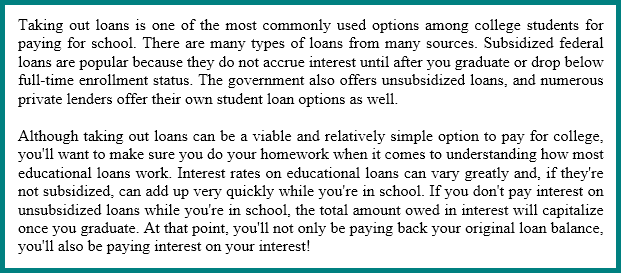 Taking out loans is one of the most commonly used options among college students for
paying for school. There are many types of loans from many sources. Subsidized federal
loans are popular because they do not accrue interest until after you graduate or drop below
full-time enrollment status. The government also offers unsubsidized loans, and numerous
private lenders offer their own student loan options as well.
Although taking out loans can be a viable and relatively simple option to pay for college,
you'll want to make sure you do your homework when it comes to understanding how most
educational loans work. Interest rates on educational loans can vary greatly and, if they're
not subsidized, can add up very quickly while you're in school. If you don't pay interest on
unsubsidized loans while you're in school, the total amount owed in interest will capitalize
once you graduate. At that point, you'll not only be paying back your original loan balance,
you'll also be paying interest on your interest!